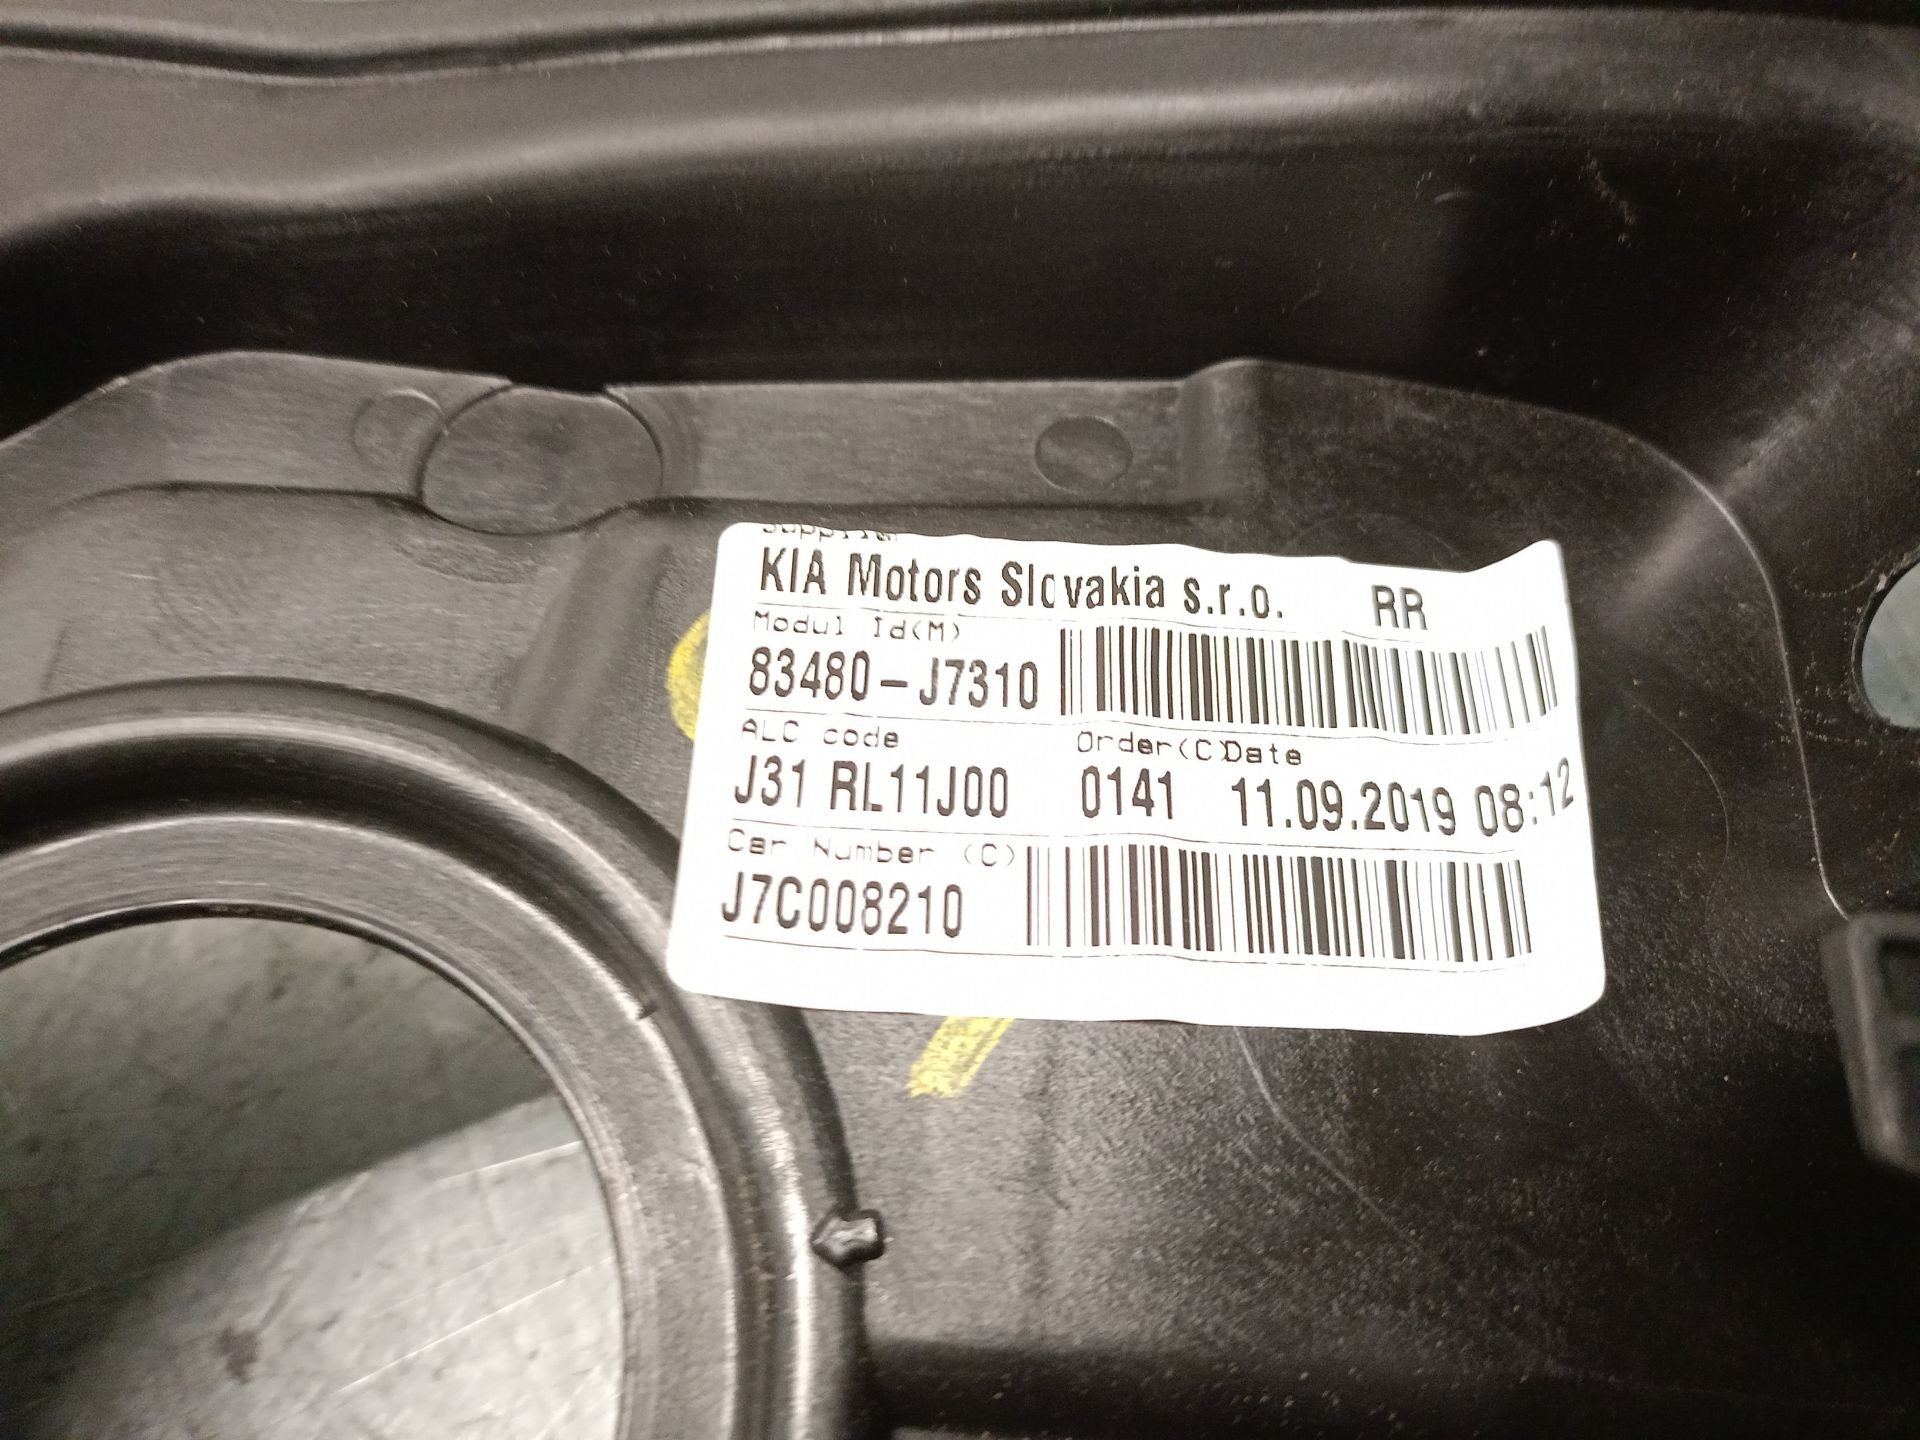 Supplier
KIA Motors Slovakia s.r.o. RR
Modul Id(M)
83480-J7310
ALC code Order(C)Date
J31 RL11J00 0141 11.09.2019 08:12
Car Number (C)
J7C008210